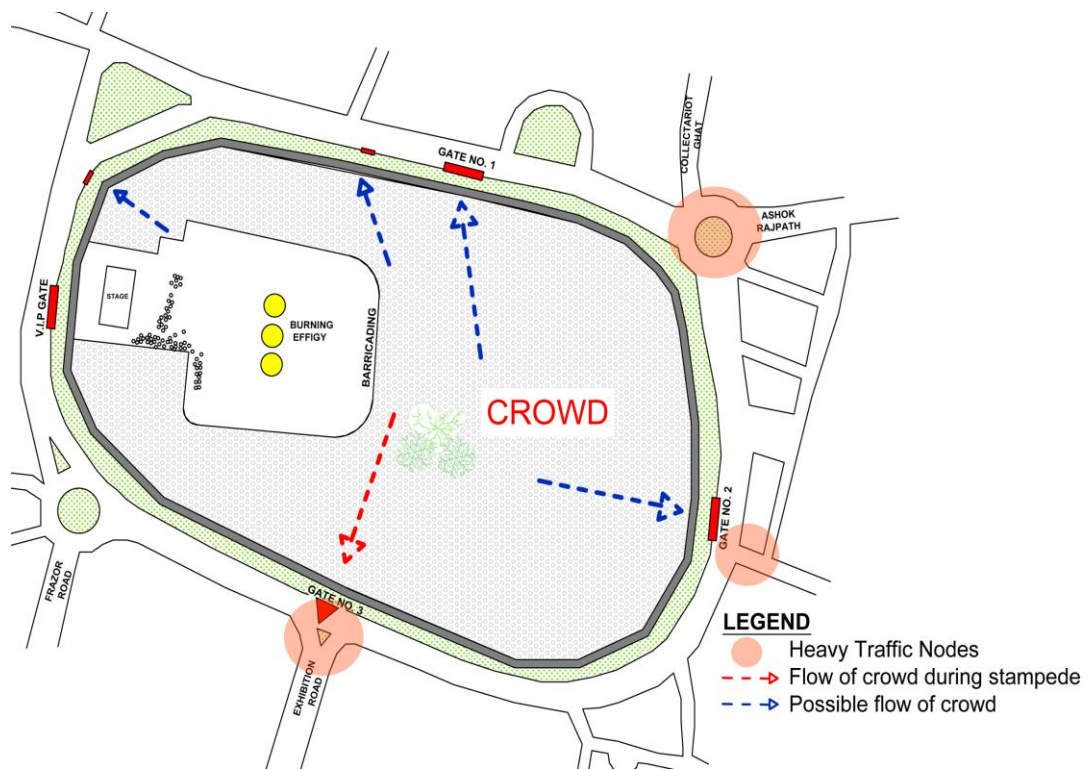 COLLECTARIOT
GHAT
GATE NO. 1
ASHOK
RAJPATH
V.I.P GATE
STAGE
BURNING
EFFIGY
BARRICADING
CROWD
GATE NO. 2
FRAZOR
ROAD
GATE NO. 3
EXHIBITION
ROAD
LEGEND
Heavy Traffic Nodes
Flow of crowd during stampede
Possible flow of crowd